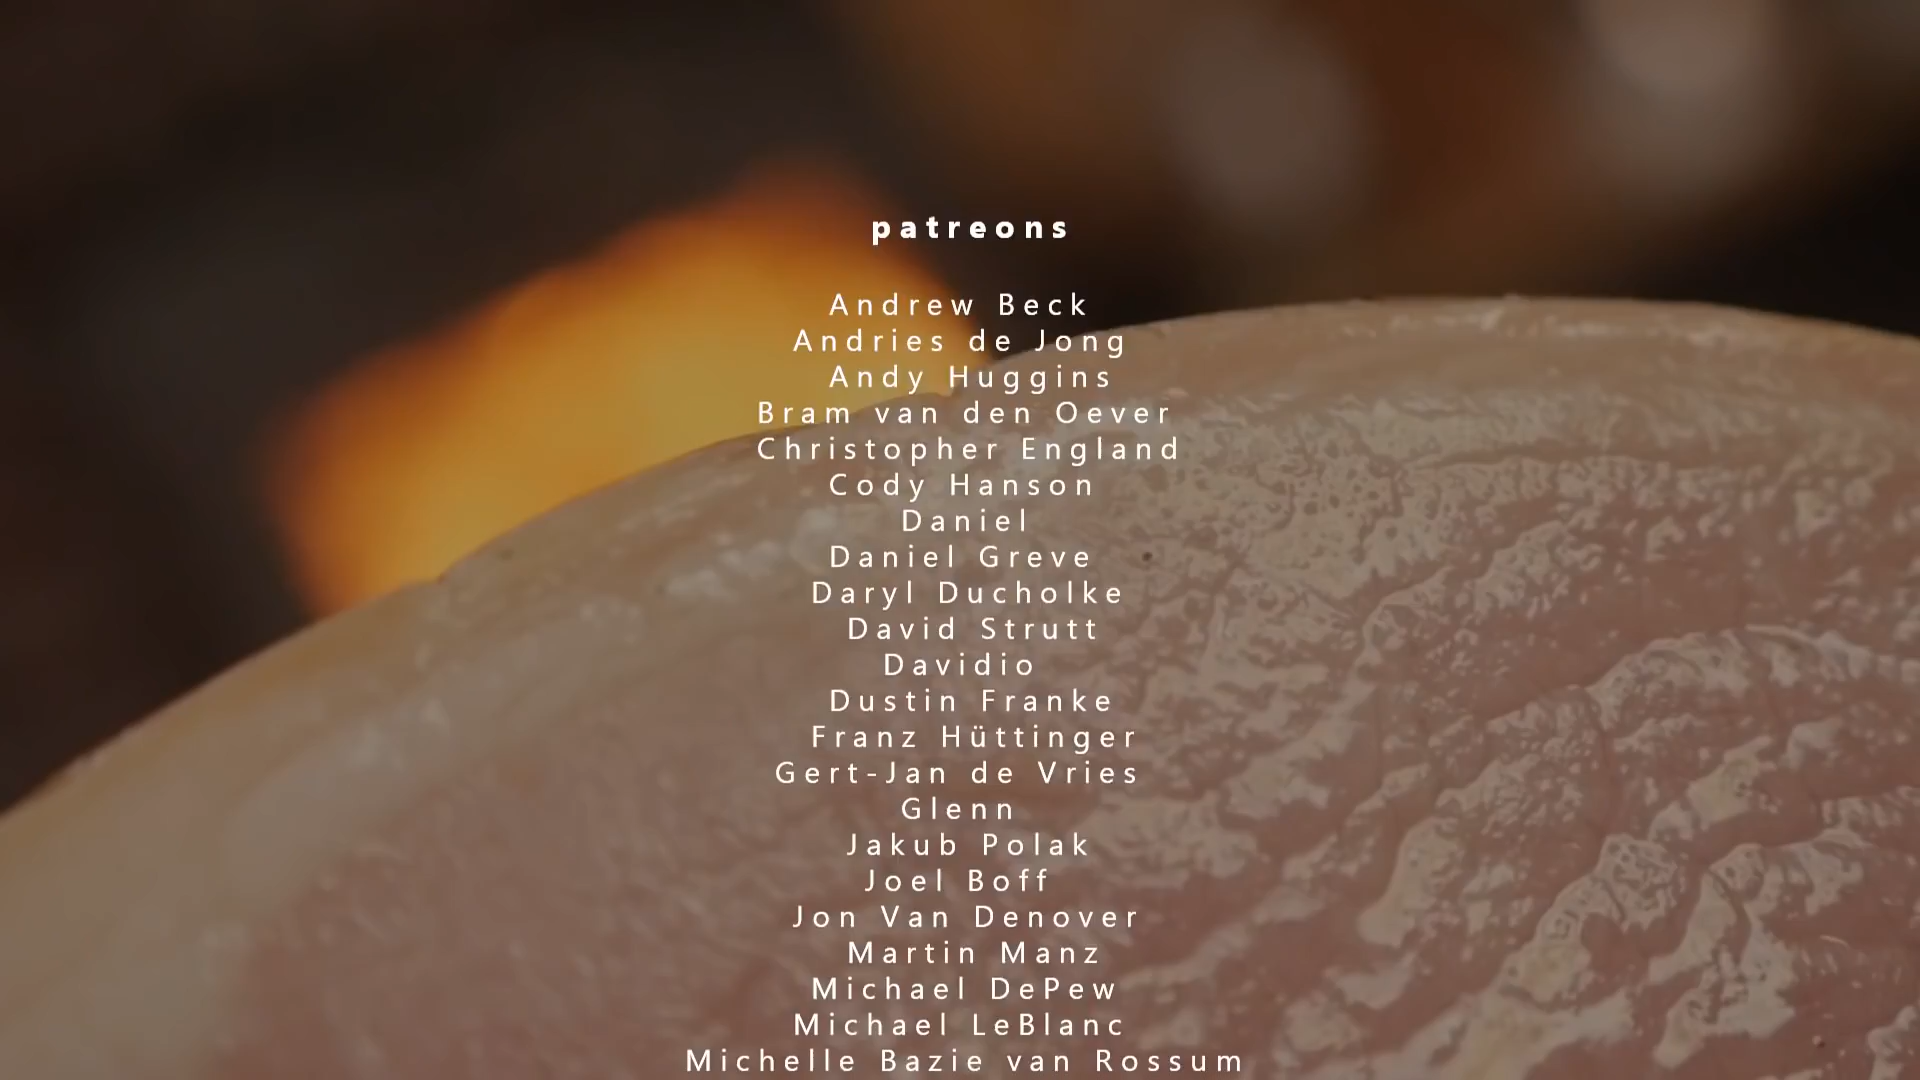 patreons
Andrew Beck
Andries de Jong
Andy Huggins
Bram van den Oever
Christopher England
Cody Hanson
Daniel
Daniel Greve
Daryl Ducholke
David Strutt
Davidio
Dustin Franke
Franz Hüttinger
Gert-Jan de Vries
Glenn
Jakub Polak
Joel Boff
Jon Van Denover
Martin Manz
Michael DePew
Michael LeBlanc
Michelle Bazie van Rossum